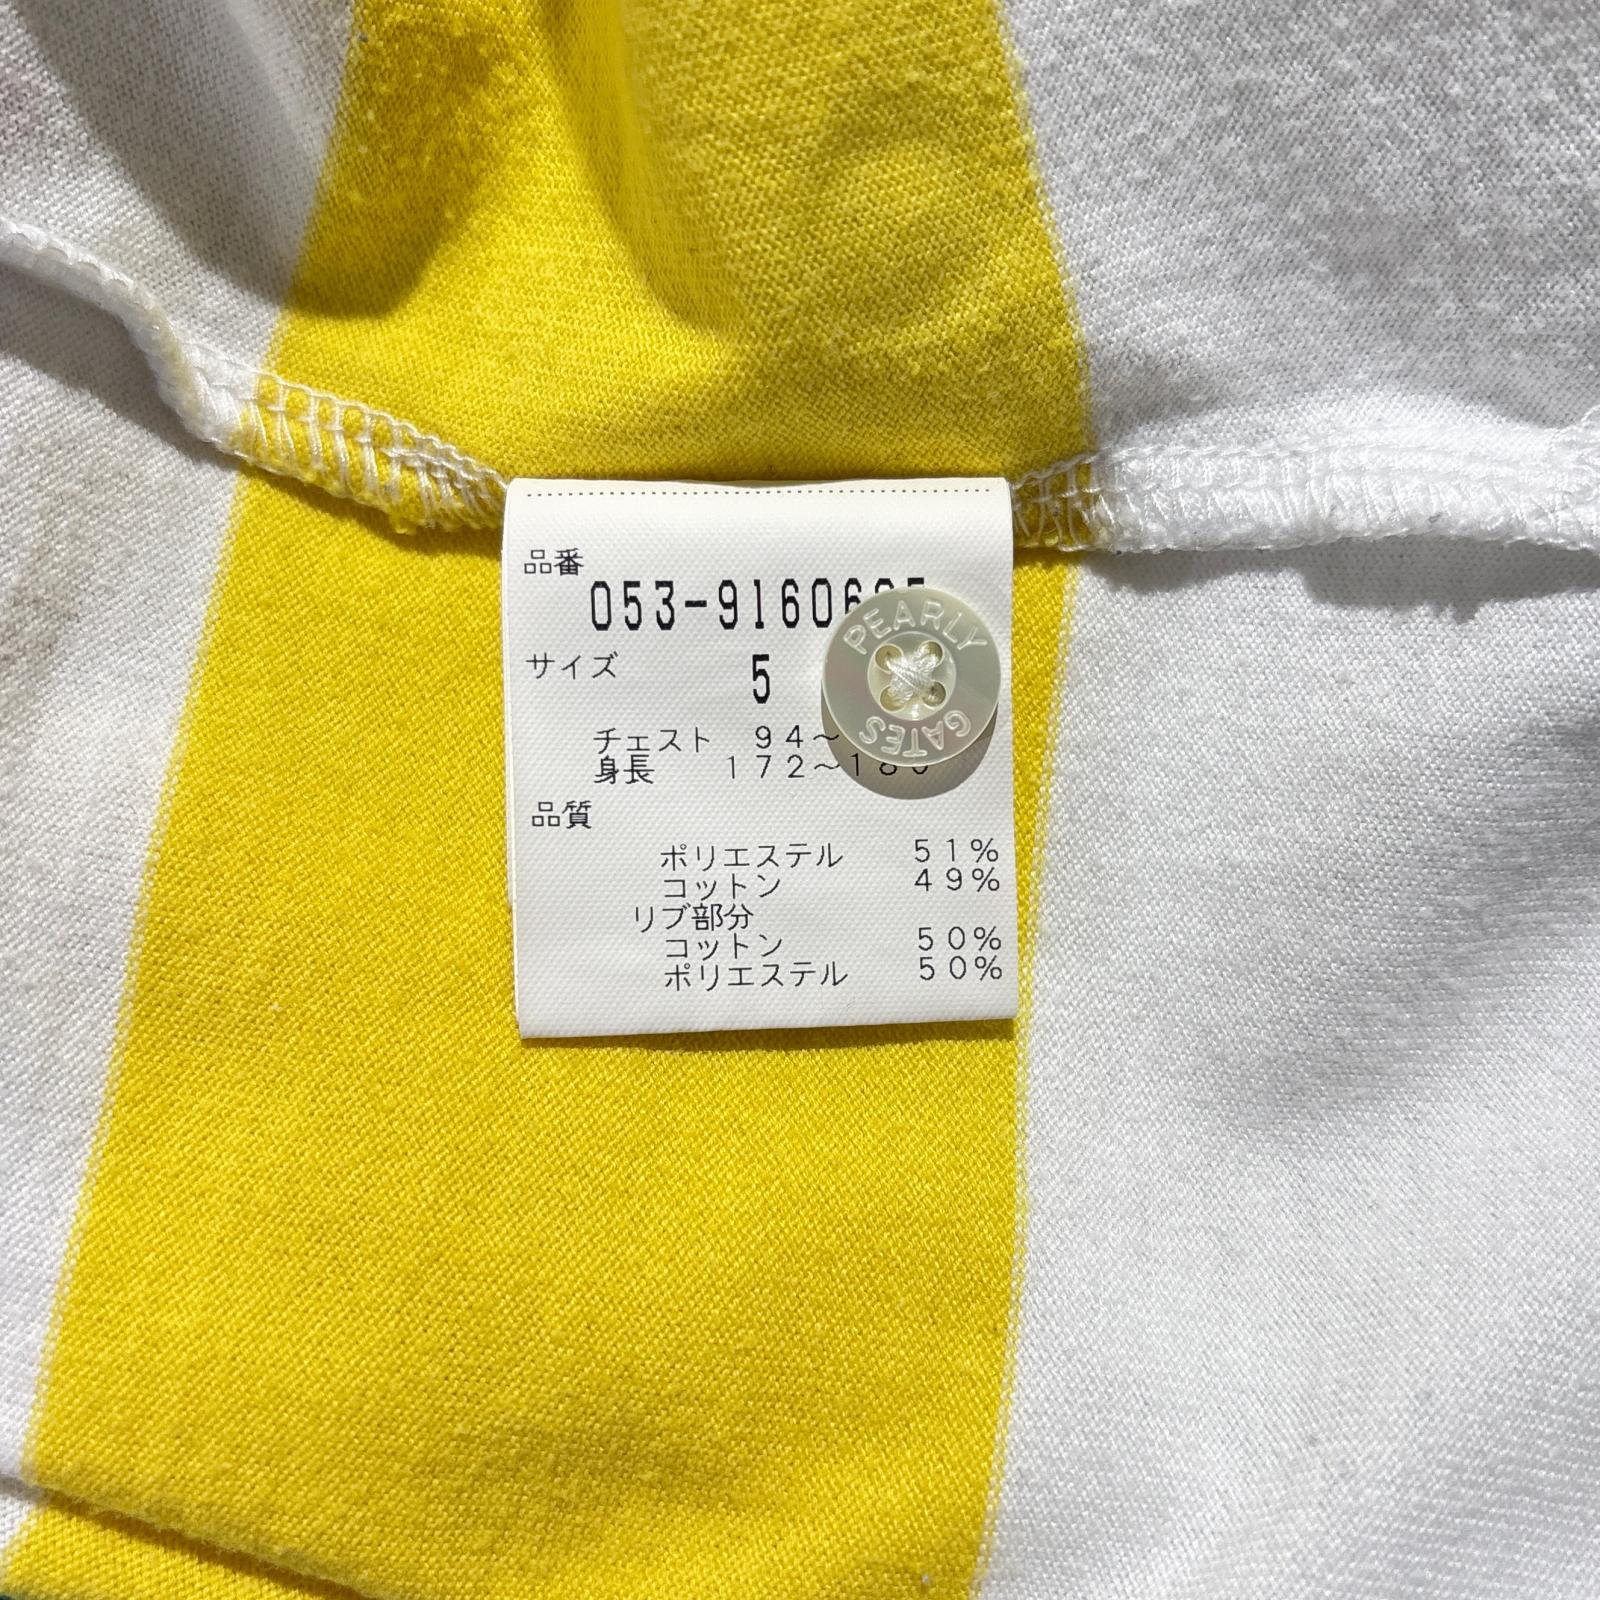 品番
053-9160605
サイズ
5
PEARLY
GATES
チェスト 94～
身長 172～180
品質
ポリエステル 51%
コットン 49%
リブ部分
コットン 50%
ポリエステル 50%